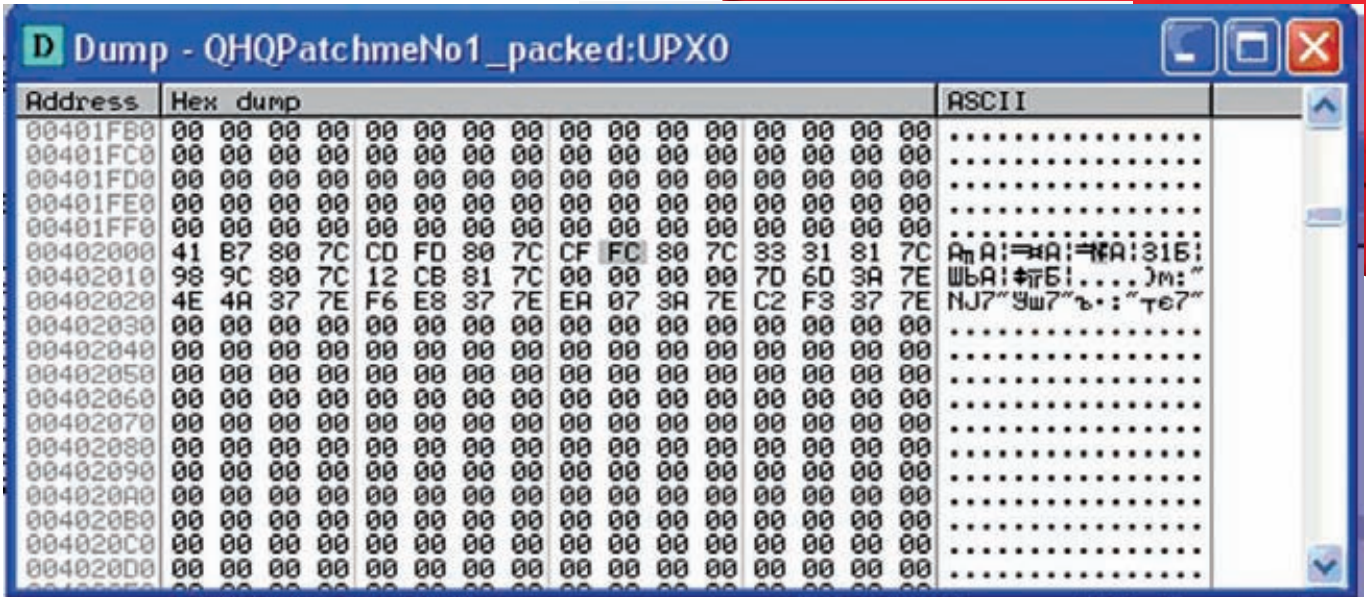 D Dump - QHQPatchmeNo1_packed:UPX0
Address Hex dump ASCII
00401FB0 00 00 00 00 00 00 00 00 00 00 00 00 00 00 00 00 ................
00401FC0 00 00 00 00 00 00 00 00 00 00 00 00 00 00 00 00 ................
00401FD0 00 00 00 00 00 00 00 00 00 00 00 00 00 00 00 00 ................
00401FE0 00 00 00 00 00 00 00 00 00 00 00 00 00 00 00 00 ................
00401FF0 00 00 00 00 00 00 00 00 00 00 00 00 00 00 00 00 ................
00402000 41 B7 80 7C CD FD 80 7C CF FC 80 7C 33 31 81 7C
00402010 98 9C 80 7C 12 CB 81 7C 00 00 00 00 7D 6D 3A 7E
00402020 4E 4A 37 7E F6 E8 37 7E EA 07 3A 7E C2 F3 37 7E
00402030 00 00 00 00 00 00 00 00 00 00 00 00 00 00 00 00 ................
00402040 00 00 00 00 00 00 00 00 00 00 00 00 00 00 00 00 ................
00402050 00 00 00 00 00 00 00 00 00 00 00 00 00 00 00 00 ................
00402060 00 00 00 00 00 00 00 00 00 00 00 00 00 00 00 00 ................
00402070 00 00 00 00 00 00 00 00 00 00 00 00 00 00 00 00 ................
00402080 00 00 00 00 00 00 00 00 00 00 00 00 00 00 00 00 ................
00402090 00 00 00 00 00 00 00 00 00 00 00 00 00 00 00 00 ................
004020A0 00 00 00 00 00 00 00 00 00 00 00 00 00 00 00 00 ................
004020B0 00 00 00 00 00 00 00 00 00 00 00 00 00 00 00 00 ................
004020C0 00 00 00 00 00 00 00 00 00 00 00 00 00 00 00 00 ................
004020D0 00 00 00 00 00 00 00 00 00 00 00 00 00 00 00 00 ................